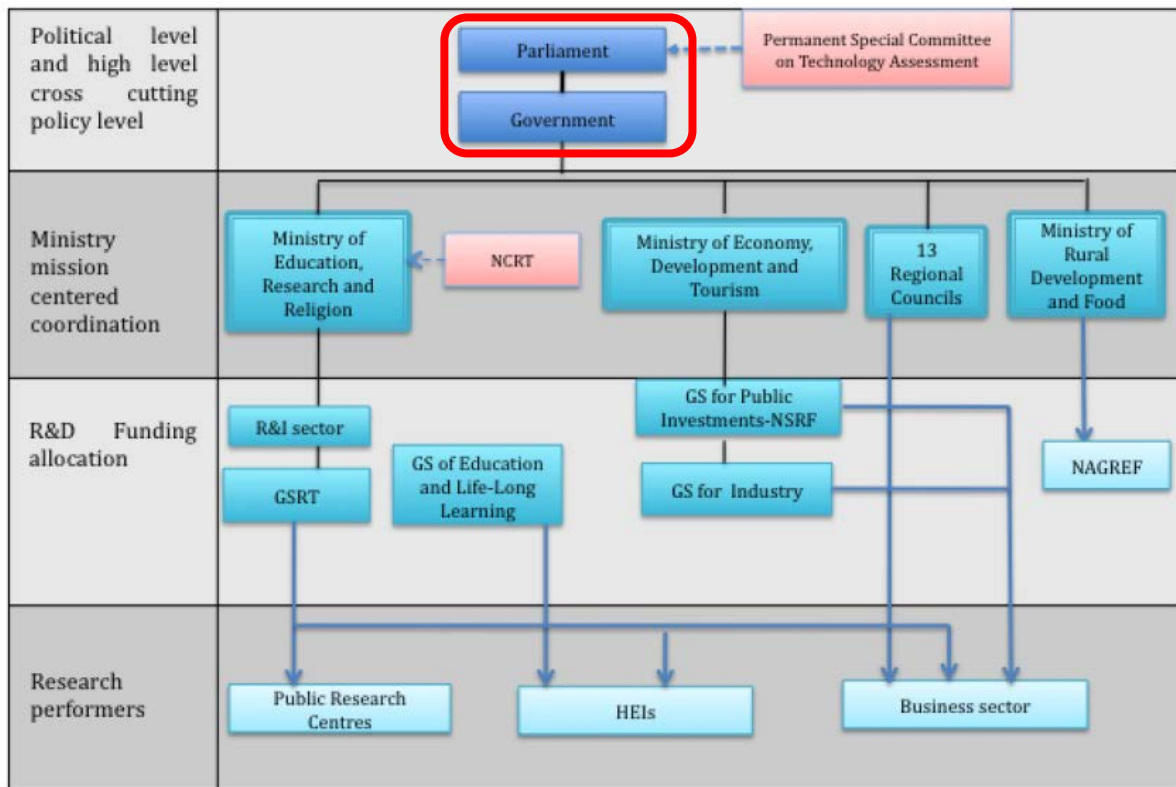 Political level
and high level
cross cutting
policy level
Parliament
Government
Permanent Special Committee
on Technology Assessment
Ministry
mission
centered
coordination
Ministry of
Education,
Research and
Religion
NCRT
Ministry of Economy,
Development and
Tourism
13
Regional
Councils
Ministry of
Rural
Development
and Food
R&D Funding
allocation
R&I sector
GSRT
GS of Education
and Life-Long
Learning
GS for Public
Investments-NSRF
GS for Industry
NAGREF
Research
performers
Public Research
Centres
HEIs
Business sector